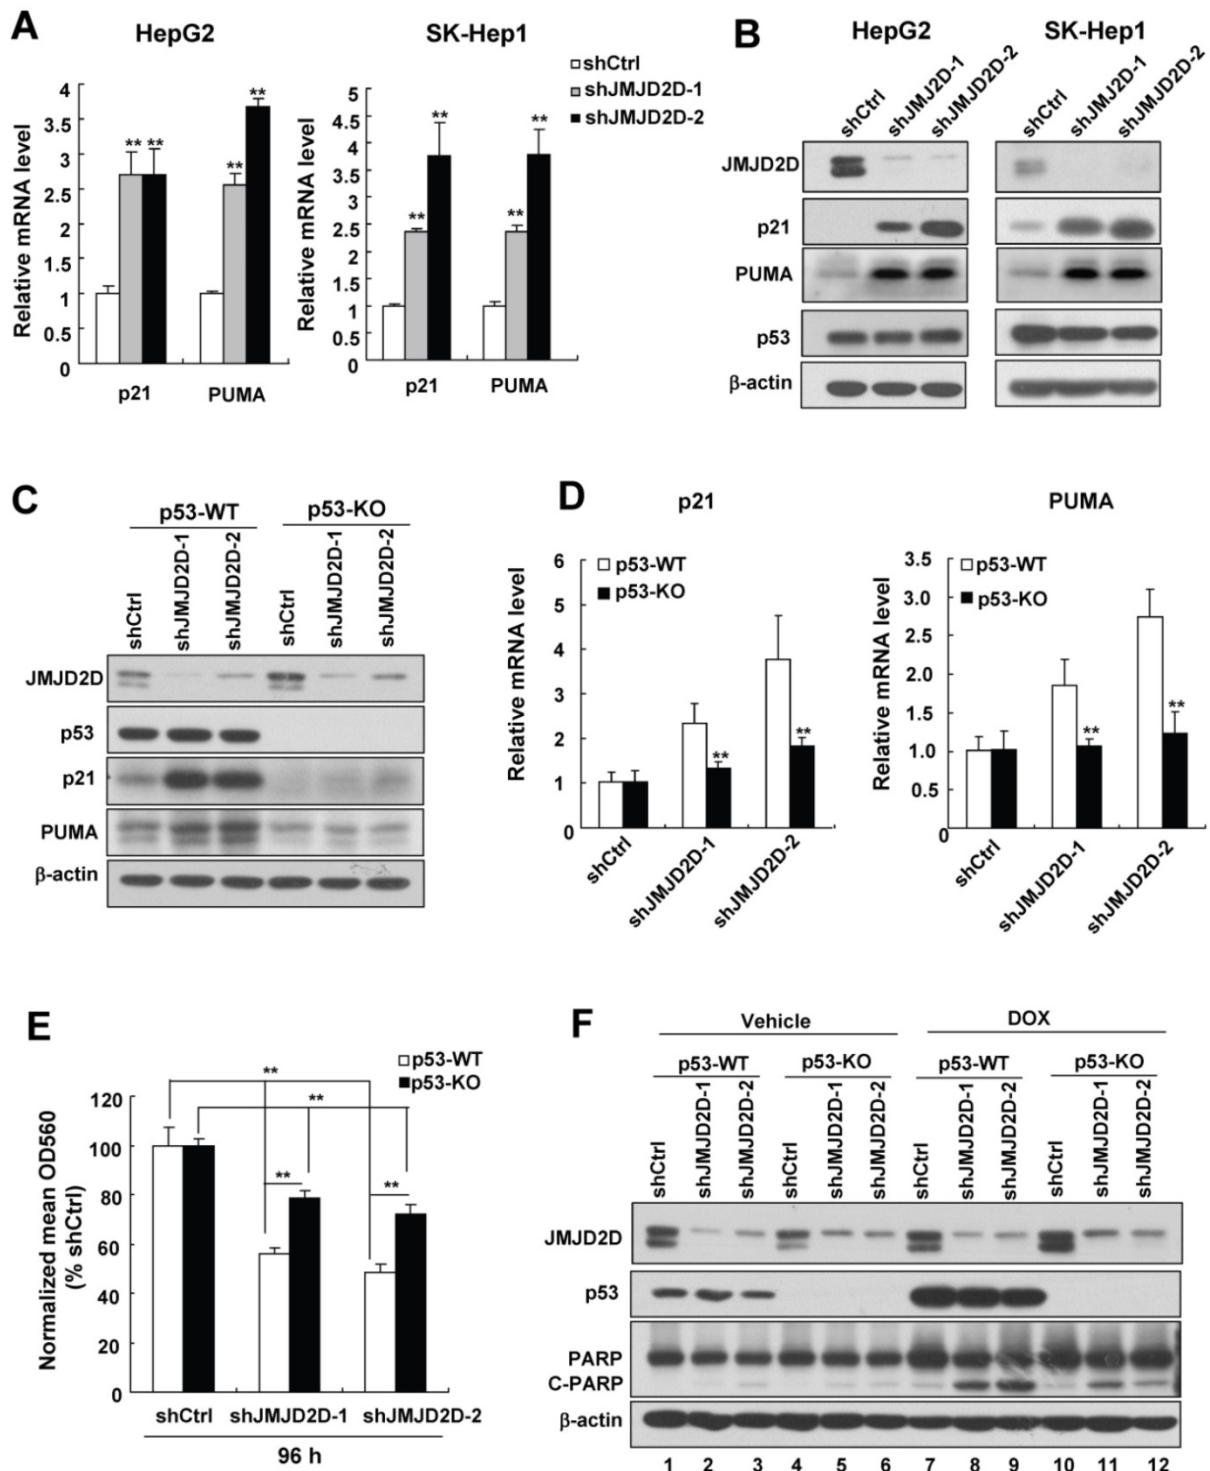 A
HepG2
SK-Hep1
shCtrl
shJMJD2D-1
shJMJD2D-2
Relative mRNA level
4
3.5
3
2.5
2
1.5
1
0.5
0
** **
**
**
p21
PUMA
Relative mRNA level
5
4.5
4
3.5
3
2.5
2
1.5
1
0.5
0
**
**
**
**
p21
PUMA
B
HepG2
SK-Hep1
shCtrl
shJMJ2D-1
shJMJD2D-2
shCtrl
shJMJ2D-1
shJMJD2D-2
JMJD2D
p21
PUMA
p53
β-actin
C
p53-WT
p53-KO
shCtrl
shJMJD2D-1
shJMJD2D-2
shCtrl
shJMJD2D-1
shJMJD2D-2
JMJD2D
p53
p21
PUMA
β-actin
D
p21
PUMA
Relative mRNA level
6
5
4
3
2
1
0
p53-WT
p53-KO
**
**
shCtrl
shJMJD2D-1
shJMJD2D-2
Relative mRNA level
3.5
3.0
2.5
2.0
1.5
1.0
0.5
0
p53-WT
p53-KO
**
**
shCtrl
shJMJD2D-1
shJMJD2D-2
E
p53-WT
p53-KO
Normalized mean OD560
(% shCtrl)
120
100
80
60
40
20
0
**
**
**
**
shCtrl shJMJD2D-1 shJMJD2D-2
96 h
F
Vehicle
DOX
p53-WT
p53-KO
p53-WT
p53-KO
shCtrl
shJMJD2D-1
shJMJD2D-2
shCtrl
shJMJD2D-1
shJMJD2D-2
shCtrl
shJMJD2D-1
shJMJD2D-2
shCtrl
shJMJD2D-1
shJMJD2D-2
JMJD2D
p53
PARP
C-PARP
β-actin
1 2 3 4 5 6 7 8 9 10 11 12